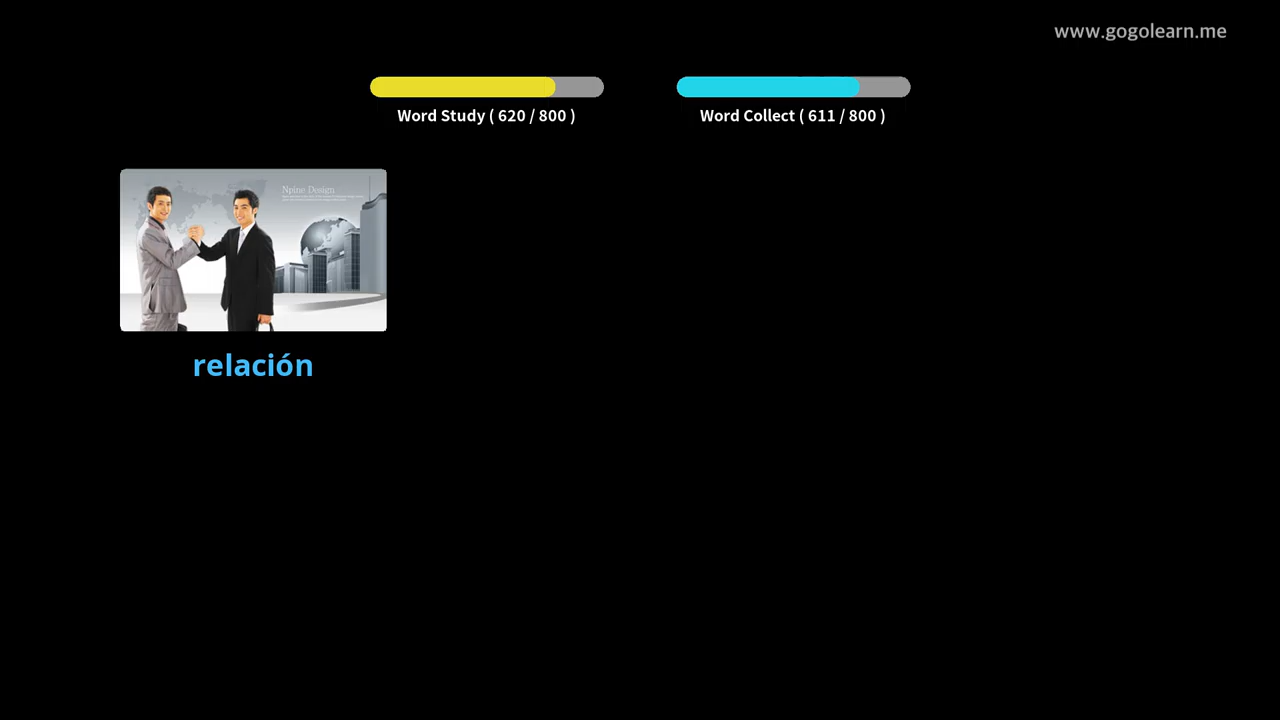 www.gogolearn.me
Word Study ( 620 / 800 )
Word Collect ( 611 / 800 )
Npine Design
relación